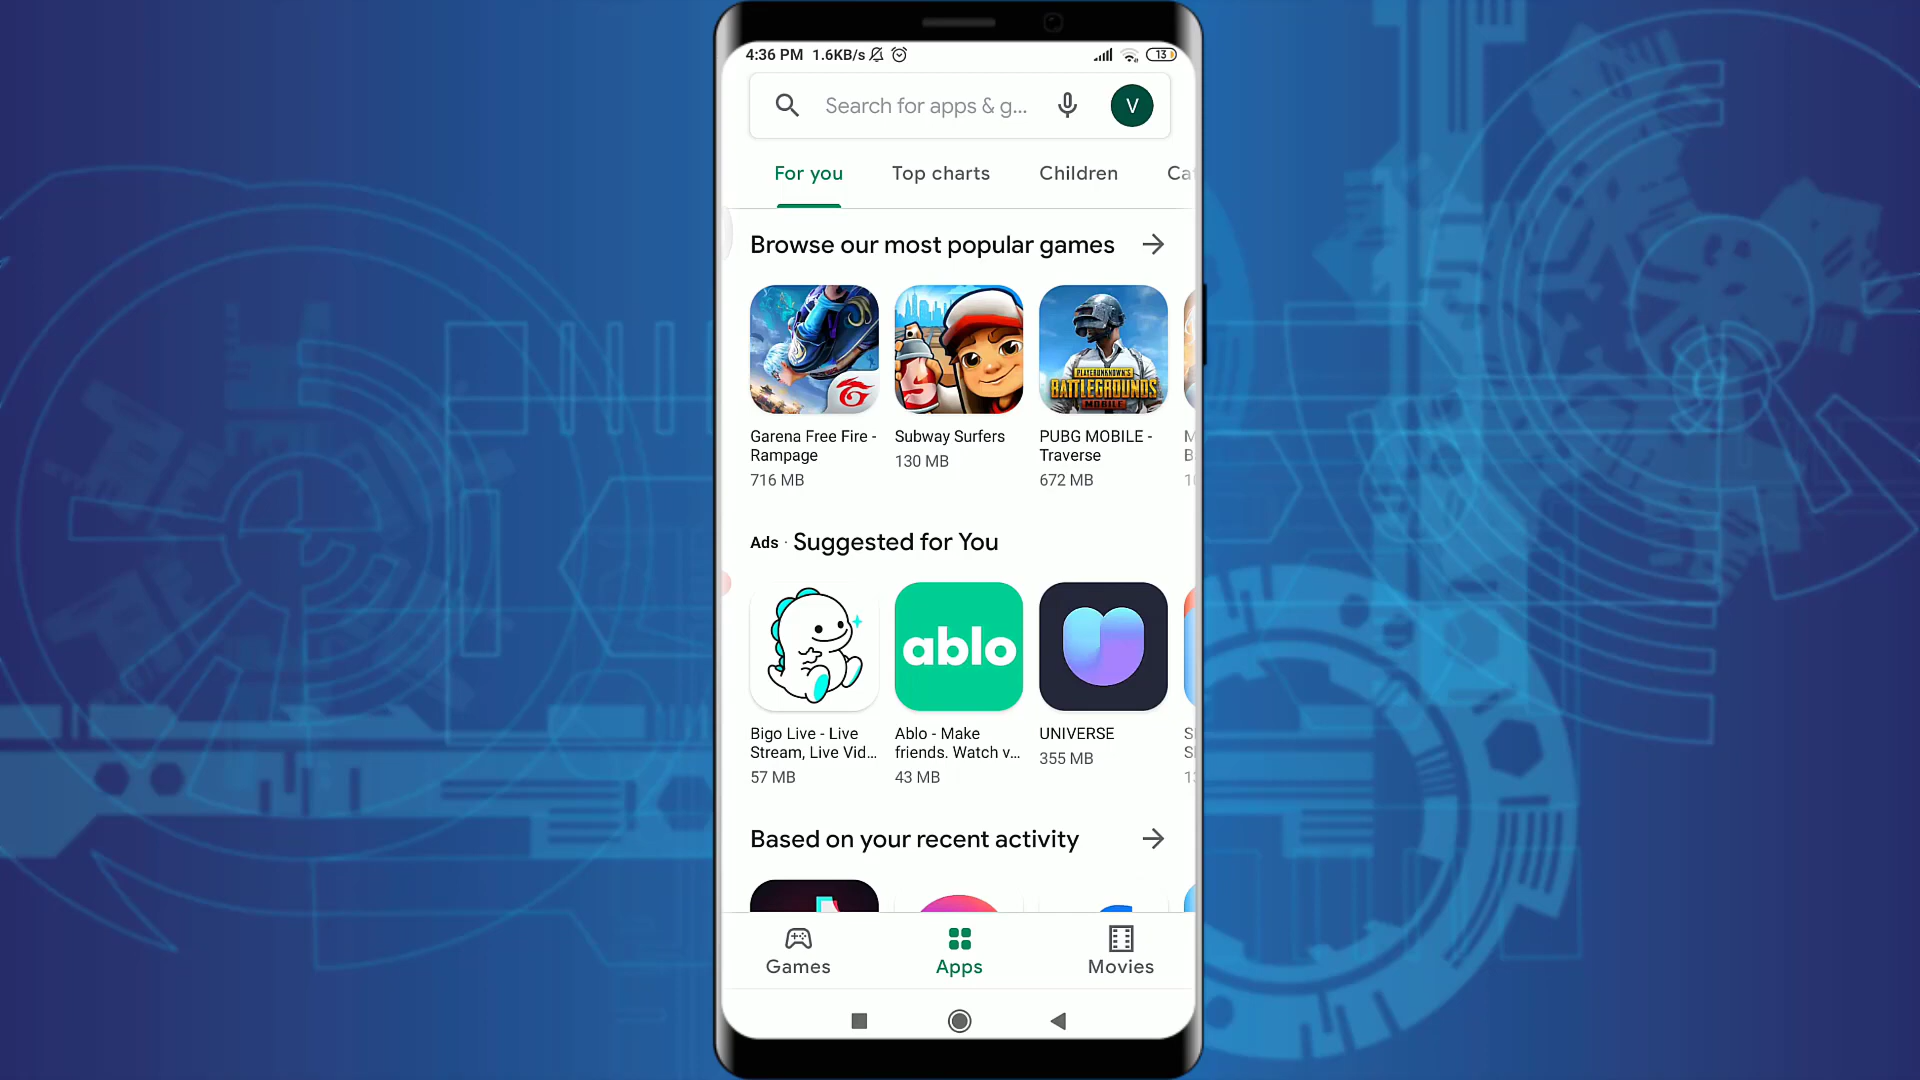 4:36 PM 1.6KB/s 13
Search for apps & g... V
For you Top charts Children Ca
Browse our most popular games
PLAYERUNKNOWN'S
BATTLEGROUNDS
MOBILE
Garena Free Fire - Subway Surfers PUBG MOBILE - M
Rampage 130 MB Traverse B
716 MB 672 MB
Ads · Suggested for You
ablo
Bigo Live - Live Ablo - Make UNIVERSE S
Stream, Live Vid... friends. Watch v... 355 MB S
57 MB 43 MB
Based on your recent activity
Games Apps Movies